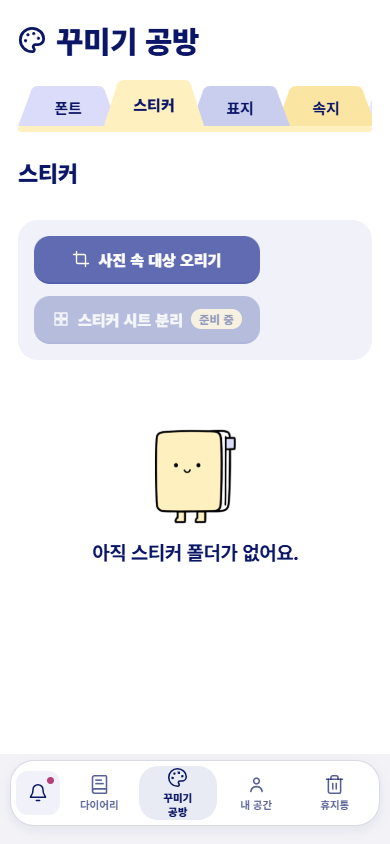 꾸미기 공방
폰트
스티커
표지
속지
스티커
사진 속 대상 오리기
스티커 시트 분리 준비 중
아직 스티커 폴더가 없어요.
다이어리
꾸미기
공방
내 공간
휴지통